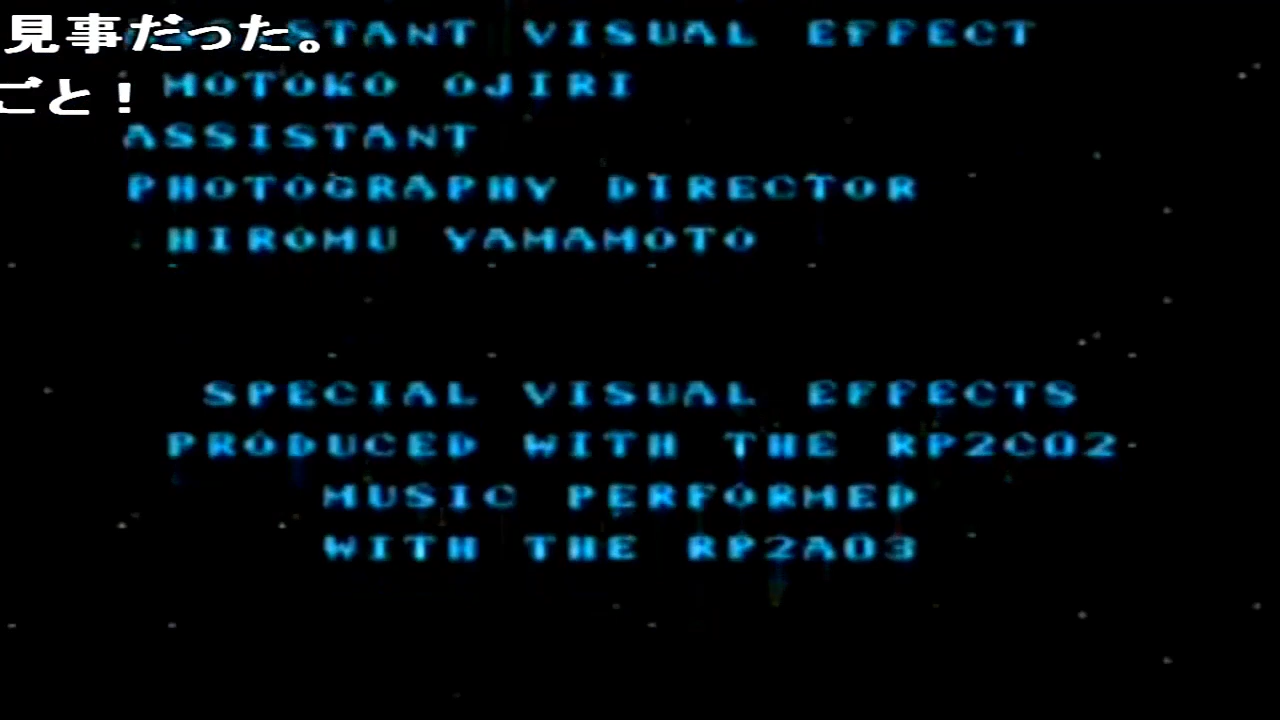 見事だった。
ASSISTANT VISUAL EFFECT
ごと!
MOTOKO OJIRI
ASSISTANT
PHOTOGRAPHY DIRECTOR
HIROMU YAMAMOTO
SPECIAL VISUAL EFFECTS
PRODUCED WITH THE RP2C02
MUSIC PERFORMED
WITH THE RP2A03